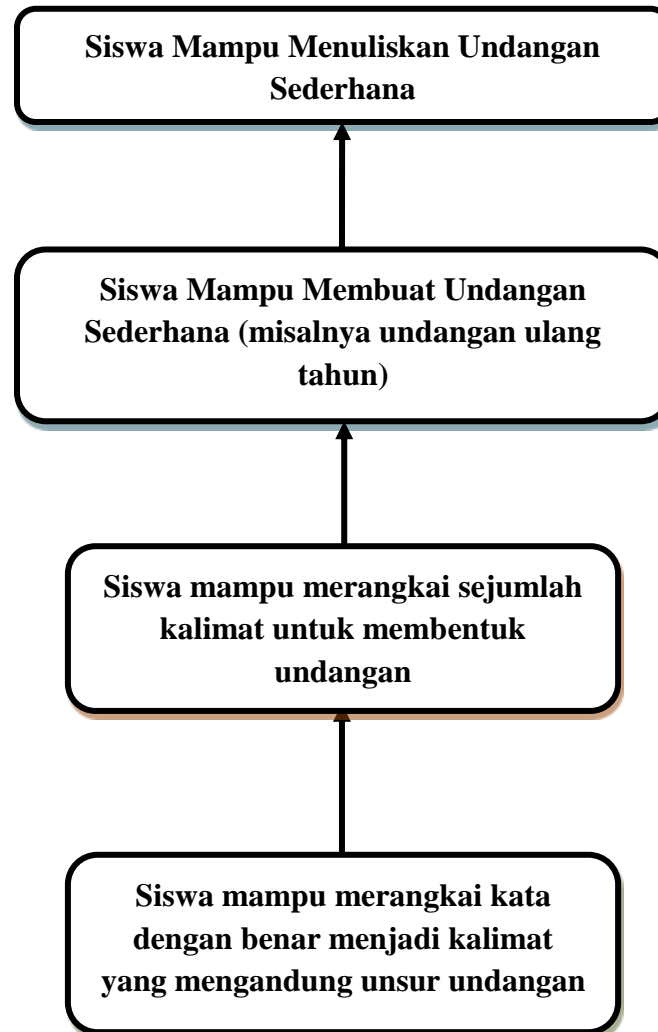 Siswa Mampu Menuliskan Undangan
Sederhana
Siswa Mampu Membuat Undangan
Sederhana (misalnya undangan ulang
tahun)
Siswa mampu merangkai sejumlah
kalimat untuk membentuk
undangan
Siswa mampu merangkai kata
dengan benar menjadi kalimat
yang mengandung unsur undangan